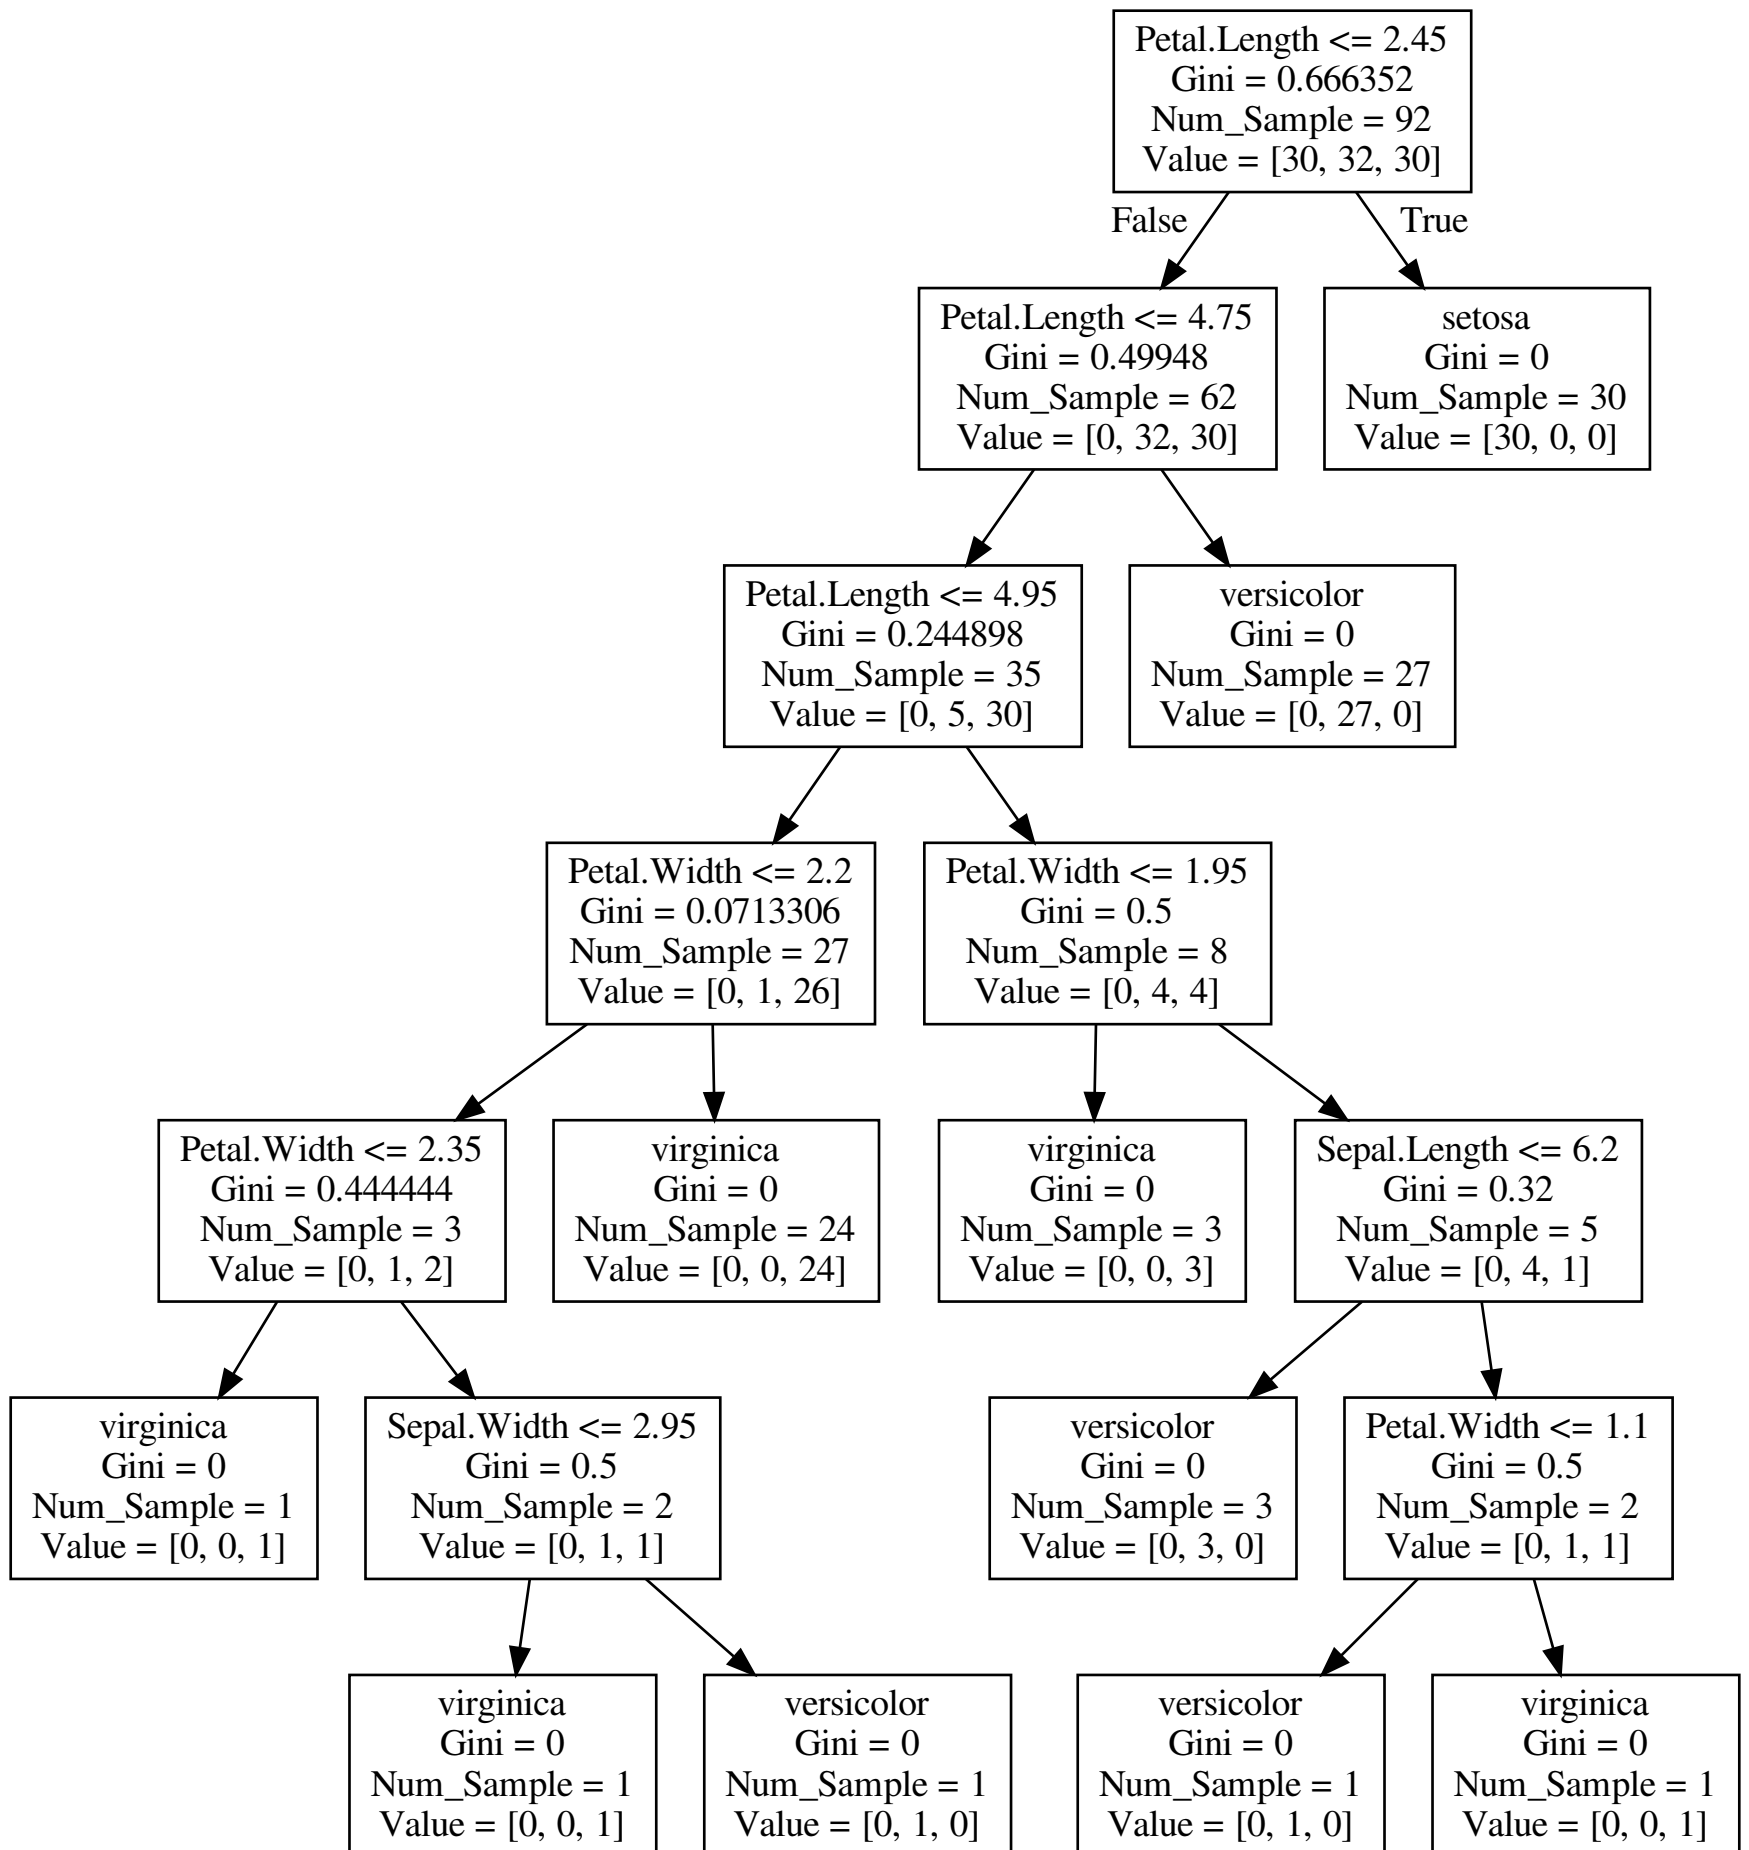 Petal.Length <= 2.45
Gini = 0.666352
Num_Sample = 92
Value = [30, 32, 30]
False
True
Petal.Length <= 4.75
Gini = 0.49948
Num_Sample = 62
Value = [0, 32, 30]
setosa
Gini = 0
Num_Sample = 30
Value = [30, 0, 0]
Petal.Length <= 4.95
Gini = 0.244898
Num_Sample = 35
Value = [0, 5, 30]
versicolor
Gini = 0
Num_Sample = 27
Value = [0, 27, 0]
Petal.Width <= 2.2
Gini = 0.0713306
Num_Sample = 27
Value = [0, 1, 26]
Petal.Width <= 1.95
Gini = 0.5
Num_Sample = 8
Value = [0, 4, 4]
Petal.Width <= 2.35
Gini = 0.444444
Num_Sample = 3
Value = [0, 1, 2]
virginica
Gini = 0
Num_Sample = 24
Value = [0, 0, 24]
virginica
Gini = 0
Num_Sample = 3
Value = [0, 0, 3]
Sepal.Length <= 6.2
Gini = 0.32
Num_Sample = 5
Value = [0, 4, 1]
virginica
Gini = 0
Num_Sample = 1
Value = [0, 0, 1]
Sepal.Width <= 2.95
Gini = 0.5
Num_Sample = 2
Value = [0, 1, 1]
versicolor
Gini = 0
Num_Sample = 3
Value = [0, 3, 0]
Petal.Width <= 1.1
Gini = 0.5
Num_Sample = 2
Value = [0, 1, 1]
virginica
Gini = 0
Num_Sample = 1
Value = [0, 0, 1]
versicolor
Gini = 0
Num_Sample = 1
Value = [0, 1, 0]
versicolor
Gini = 0
Num_Sample = 1
Value = [0, 1, 0]
virginica
Gini = 0
Num_Sample = 1
Value = [0, 0, 1]